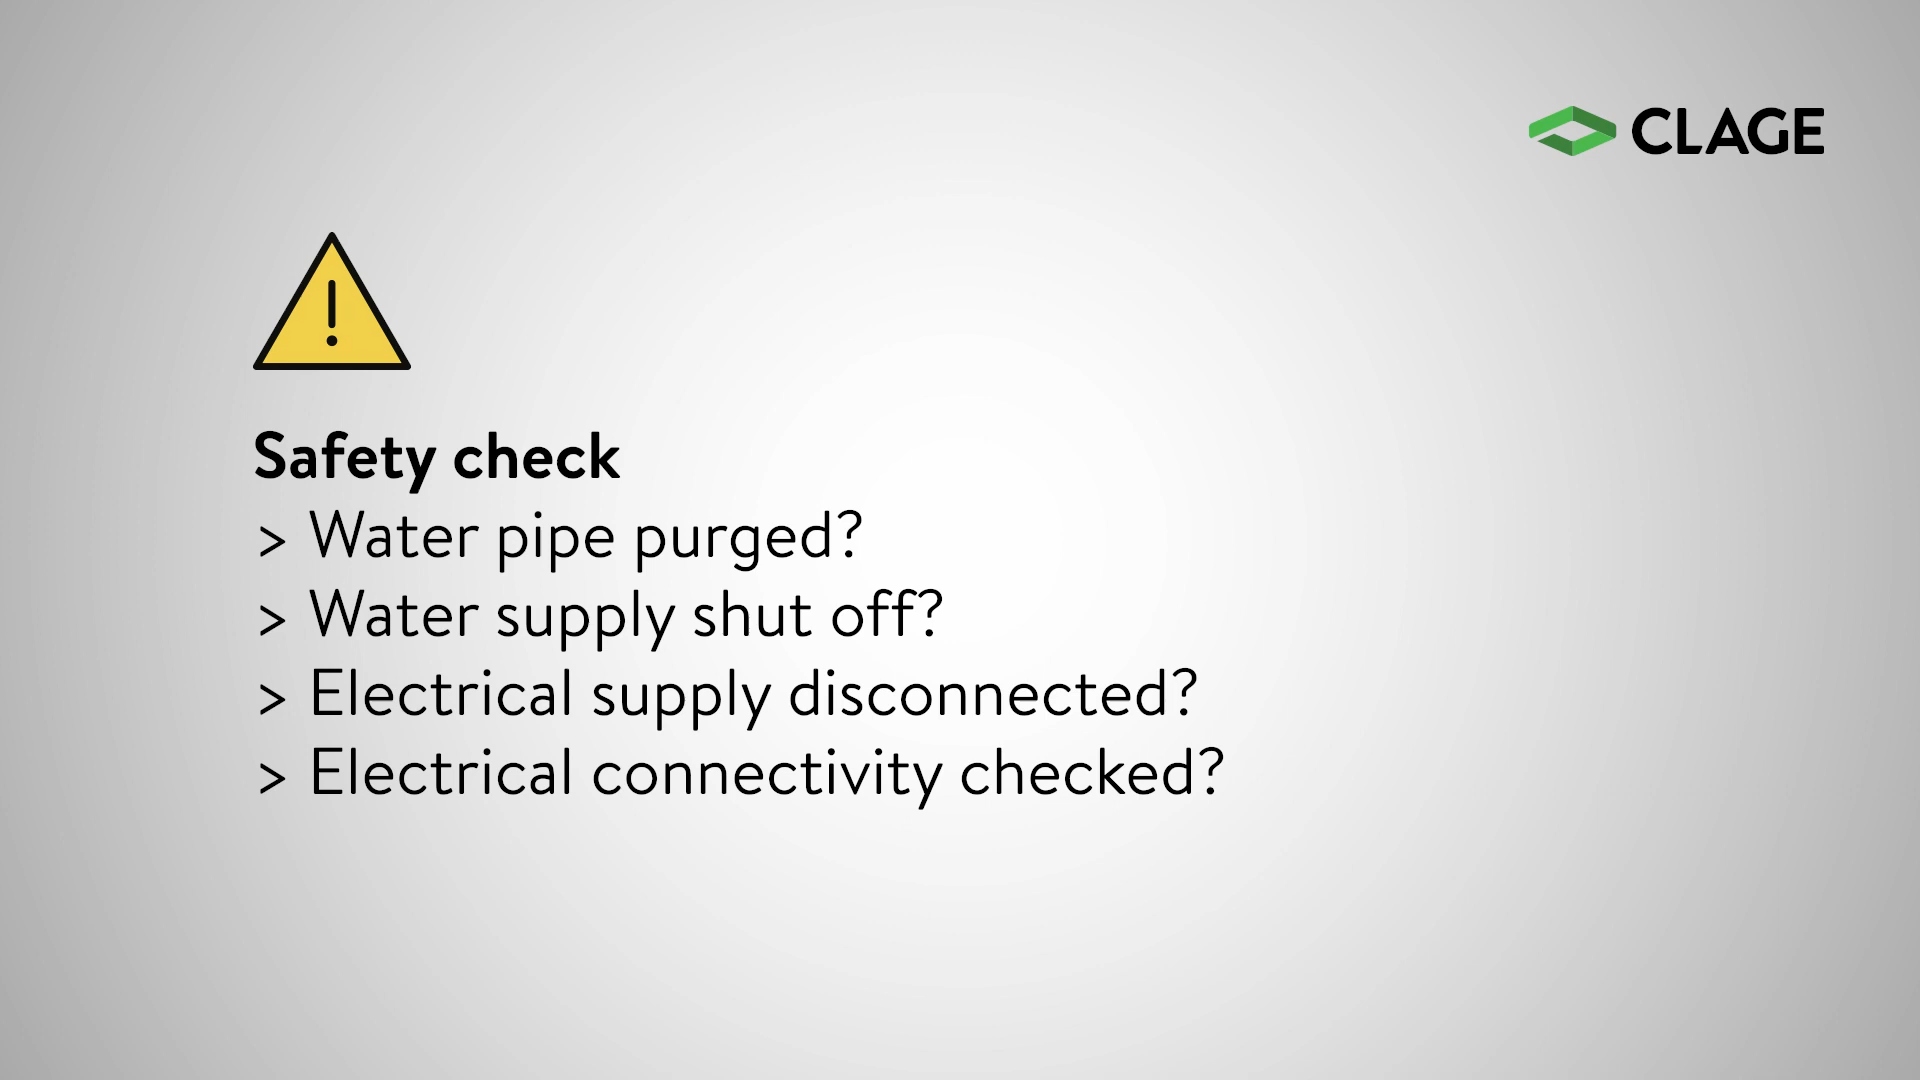 CLAGE
Safety check
> Water pipe purged?
> Water supply shut off?
> Electrical supply disconnected?
> Electrical connectivity checked?